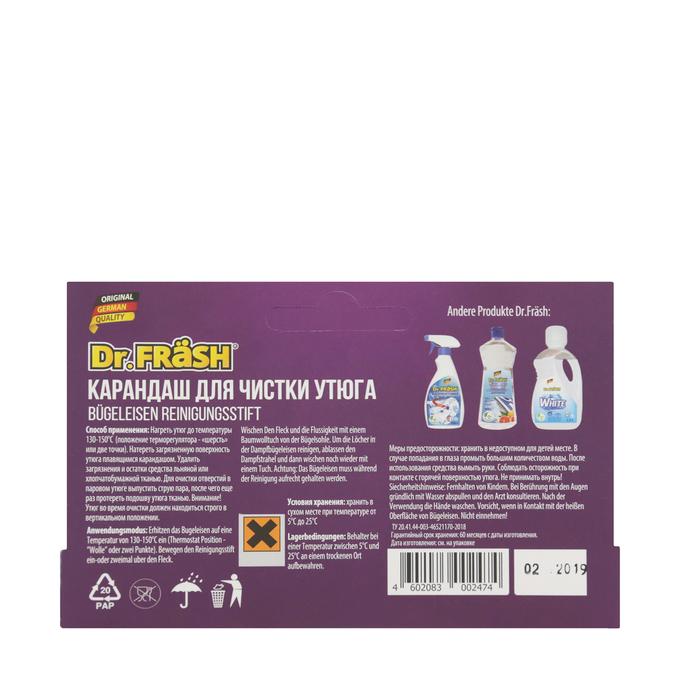 ORIGINAL
GERMAN
QUALITY
Dr.FRÄSH®
КАРАНДАШ ДЛЯ ЧИСТКИ УТЮГА
BÜGELEISEN REINIGUNGSSTIFT
Способ применения: Нагреть утюг до температуры
130-150°С (положение терморегулятора - «шерсть»
или две точки). Натереть загрязненную поверхность
утюга плавящимся карандашом. Удалить
загрязнения и остатки средства льняной или
хлопчатобумажной тканью. Для очистки отверстий в
паровом утюге выпустить струю пара, после чего еще
раз протереть подошву утюга тканью. Внимание!
Утюг во время очистки должен находиться строго в
вертикальном положении.
Anwendungsmodus: Erhitzen das Bugeleisen auf eine
Temperatur von 130-150°C ein (Thermostat Position -
"Wolle" oder zwei Punkte). Bewegen den Reinigungsstift
ein-oder zweimal uber den Fleck.
Wischen Den Fleck und die Flussigkeit mit einem
Baumwolltuch von der Bügelsohle. Um die Löcher in
der Dampfbügeleisen reinigen, ablassen den
Dampfstrahel und dann wischen noch wieder mit
mit einem Tuch. Achtung: Das Bügeleisen muss während
der Reinigung aufrecht gehalten werden.
Условия хранения: хранить в
сухом месте при температуре от
5°С до 25°С
Lagerbedingungen: Behalter bei
einer Temperatur zwischen 5°C und
25°C an einem trockenen Ort
aufbewahren.
20
PAP
Andere Produkte Dr.Fräsh:
Dr.FRÄSH
Dr.FRÄSH
WHITE
Меры предосторожности: хранить в недоступном для детей месте. В
случае попадания в глаза промыть большим количеством воды. После
использования средства вымыть руки. Соблюдать осторожность при
контакте с горячей поверхностью утюга. Не принимать внутрь!
Sicherheitshinweise: Fernhalten von Kindern. Bei Berührung mit den Augen
gründlich mit Wasser abspullen und den Arzt konsultieren. Nach der
Verwendung die Hände waschen. Vorsicht, wenn in Kontakt mit der heißen
Oberfläche von Bügeleisen. Nicht einnehmen!
ТУ 20.41.44-003-46521170-2018
Гарантийный срок хранения: 60 месяцев с даты изготовления.
Дата изготовления: см. на упаковке
4 602083 002474
02 . 2019